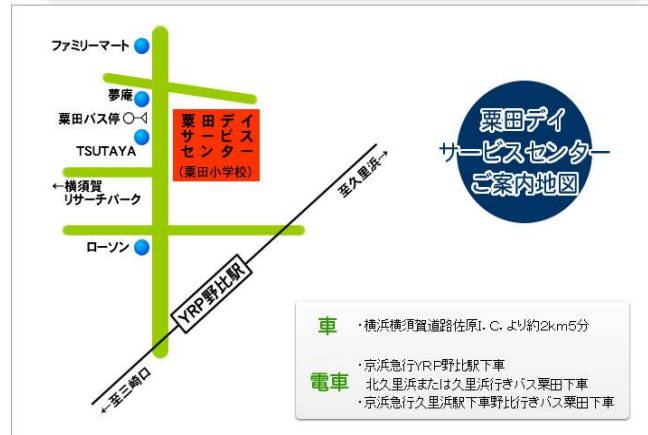 ファミリーマート
夢庵
粟田バス停
TSUTAYA
粟田デイ
サービス
センター
(粟田小学校)
←横須賀
リサーチパーク
ローソン
YRP野比駅
至久里浜→
←至三崎口
粟田デイ
サービスセンター
ご案内地図
車
・横浜横須賀道路佐原I.C.より約2km5分
電車
・京浜急行YRP野比駅下車
北久里浜または久里浜行きバス粟田下車
・京浜急行久里浜駅下車野比行きバス粟田下車